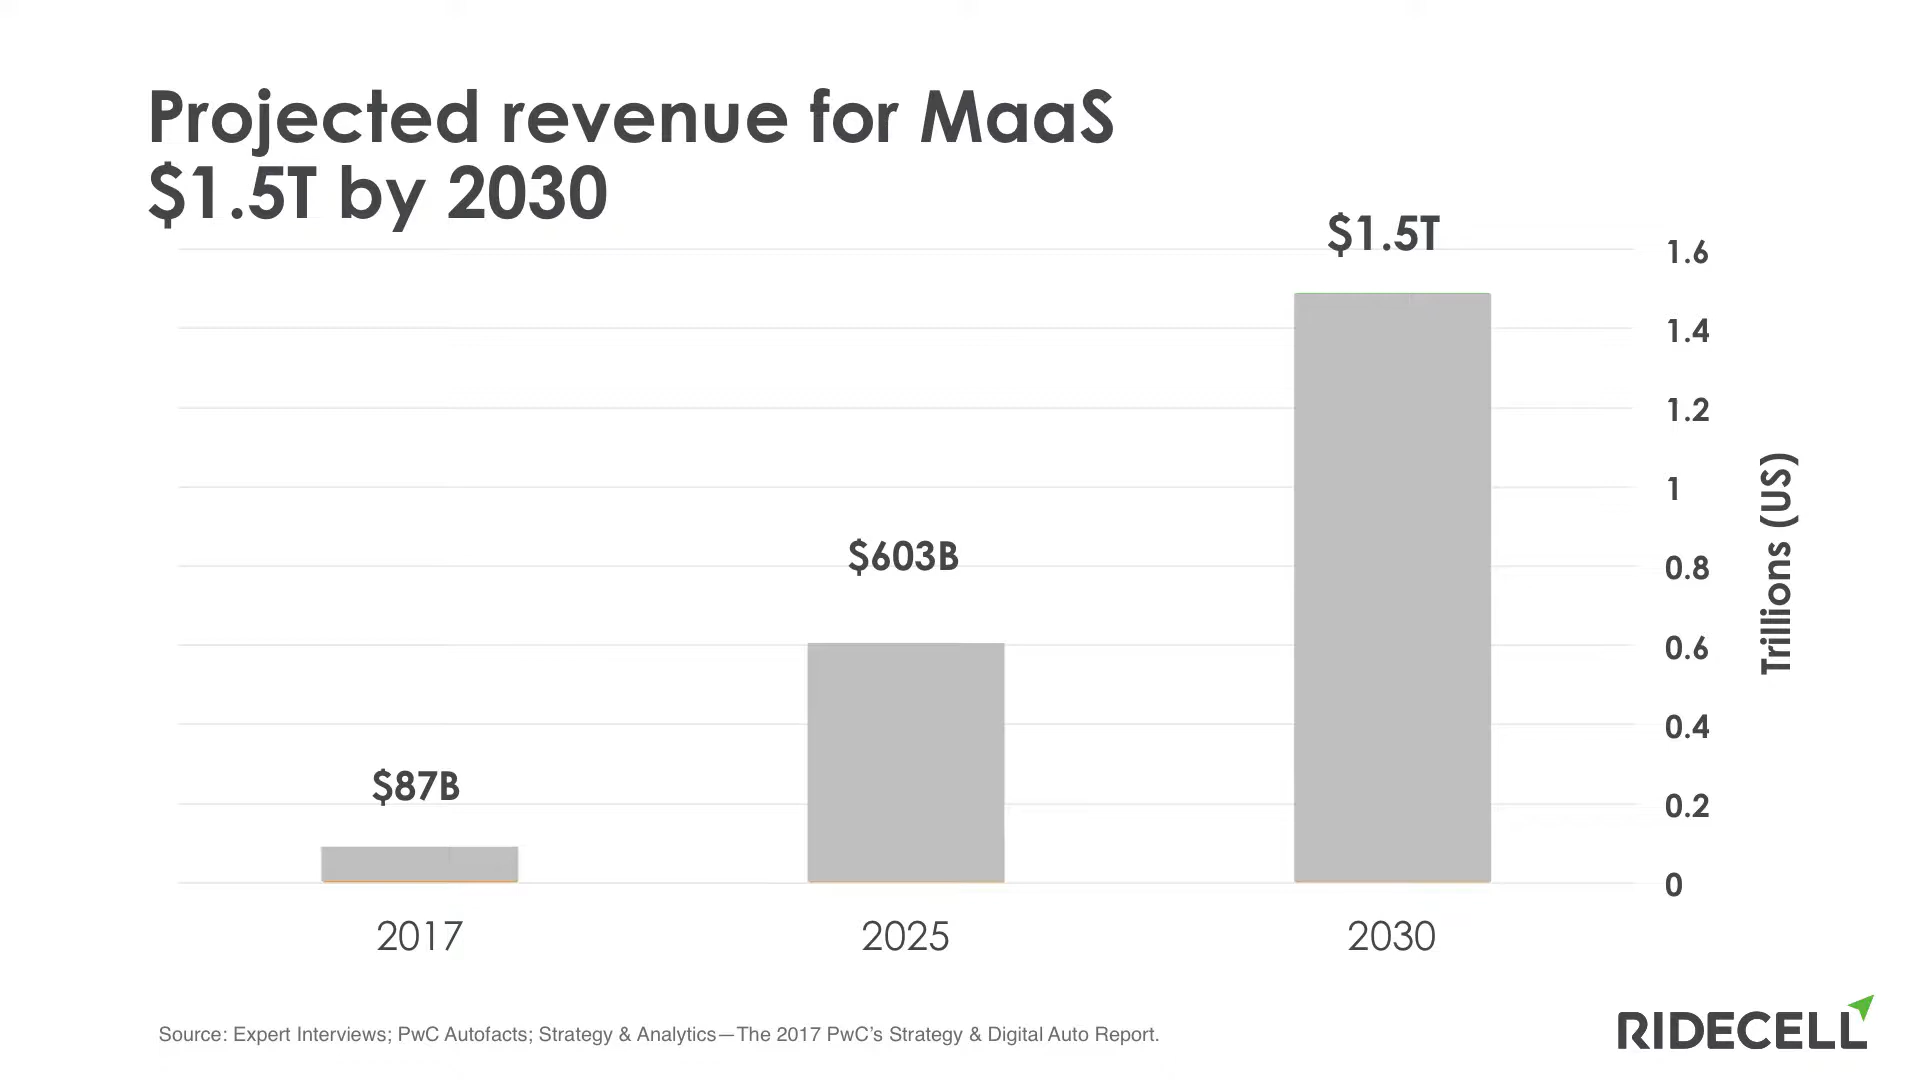 Projected revenue for MaaS
$1.5T by 2030
$1.5T
$603B
$87B
1.6
1.4
1.2
1
0.8
0.6
0.4
0.2
0
Trillions (US)
2017
2025
2030
Source: Expert Interviews; PwC Autofacts; Strategy & Analytics—The 2017 PwC’s Strategy & Digital Auto Report.
RIDECELL